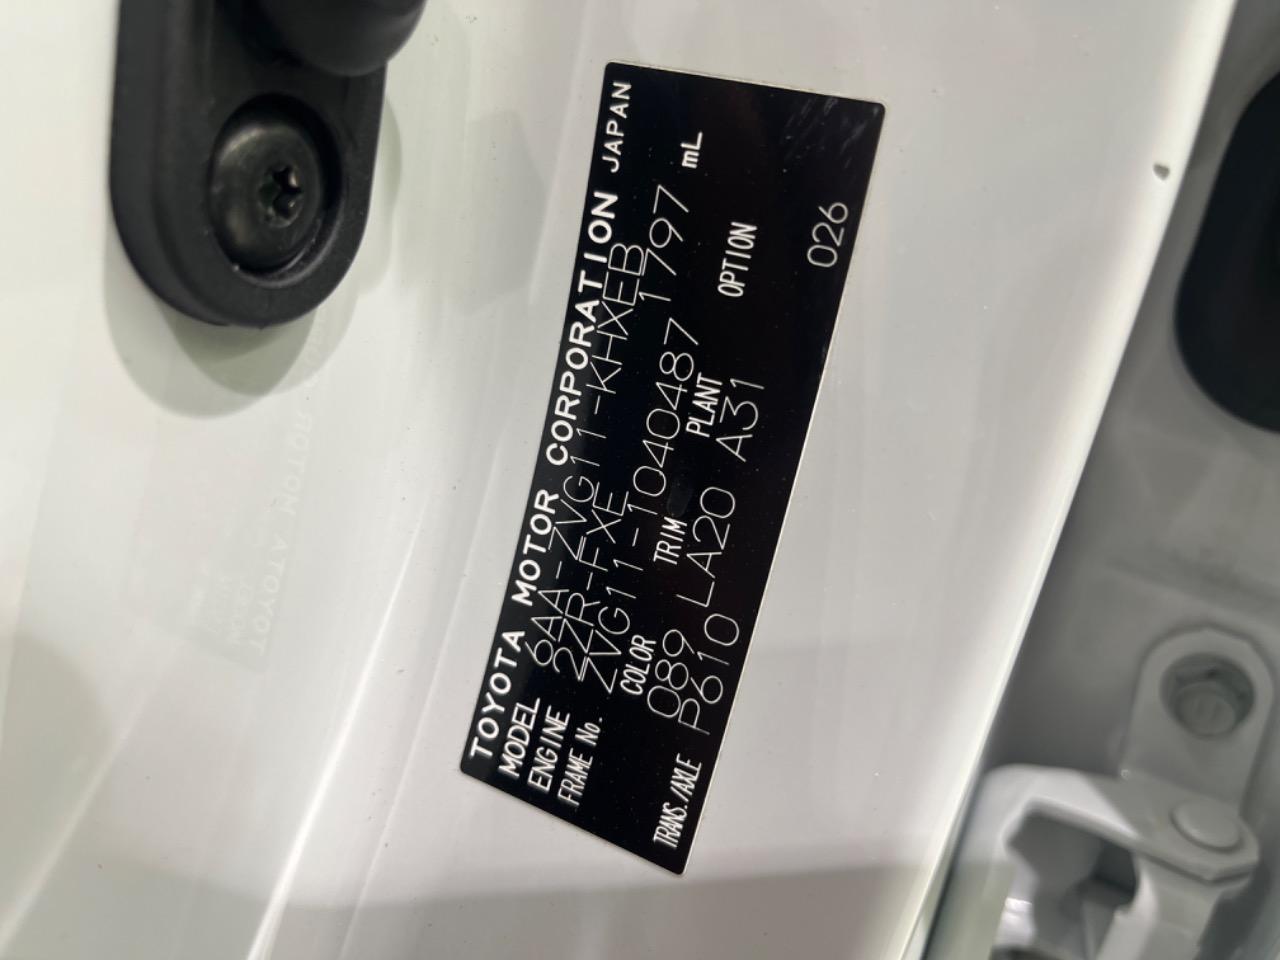 TOYOTA MOTOR CORPORATION JAPAN
MODEL 6AA-ZVG11-KHXEB
ENGINE 2ZR-FXE 1797 mL
FRAME No. ZVG11-1040487
COLOR TRIM PLANT OPTION
089 LA20 A31
TRANS./AXLE P610 026